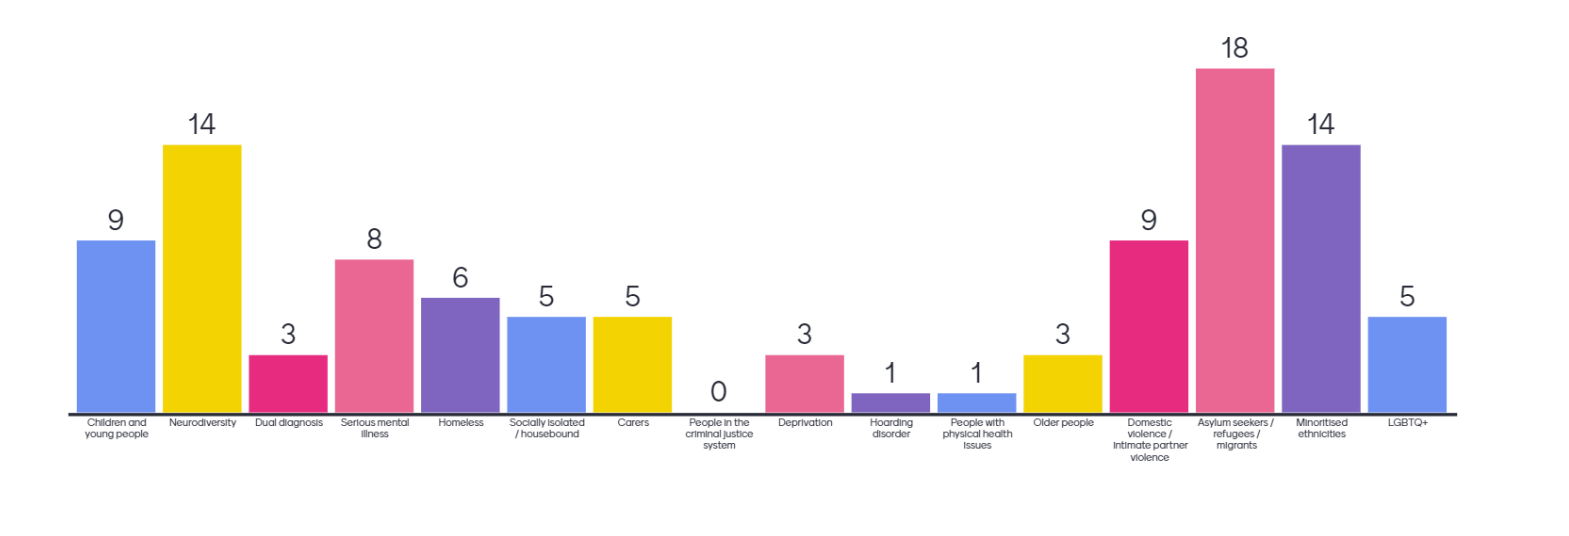 18
14
14
9
9
8
6
5
5
5
3
3
3
1
1
0
Children and
young people
Neurodiversity
Dual diagnosis
Serious mental
illness
Homeless
Socially isolated
/ housebound
Carers
People in the
criminal justice
system
Deprivation
Hoarding
disorder
People with
physical health
issues
Older people
Domestic
violence /
intimate partner
violence
Asylum seekers /
refugees /
migrants
Minoritised
ethnicities
LGBTQ+